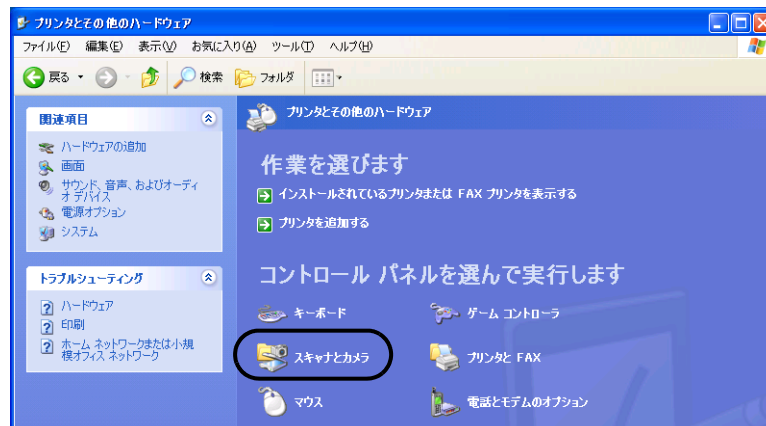 プリンタとその他のハードウェア
ファイル(F) 編集(E) 表示(V) お気に入り(A) ツール(T) ヘルプ(H)
戻る 検索 フォルダ
関連項目
ハードウェアの追加
画面
サウンド、音声、およびオーディ
オ デバイス
電源オプション
システム
トラブルシューティング
ハードウェア
印刷
ホーム ネットワークまたは小規
模オフィス ネットワーク
プリンタとその他のハードウェア
作業を選びます
インストールされているプリンタまたは FAX プリンタを表示する
プリンタを追加する
コントロール パネルを選んで実行します
キーボード ゲーム コントローラ
スキャナとカメラ プリンタと FAX
マウス 電話とモデムのオプション